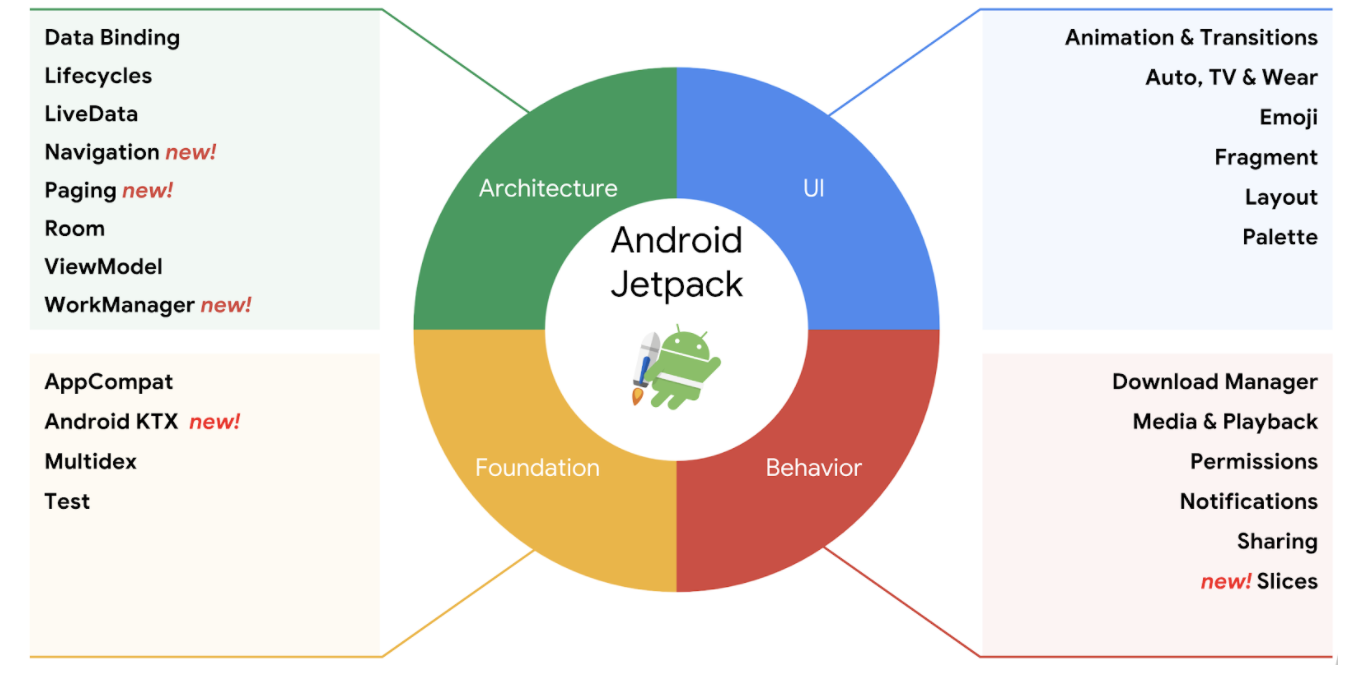 Data Binding
Lifecycles
LiveData
Navigation new!
Paging new!
Room
ViewModel
WorkManager new!
AppCompat
Android KTX new!
Multidex
Test
Architecture
UI
Android
Jetpack
Foundation
Behavior
Animation & Transitions
Auto, TV & Wear
Emoji
Fragment
Layout
Palette
Download Manager
Media & Playback
Permissions
Notifications
Sharing
new! Slices